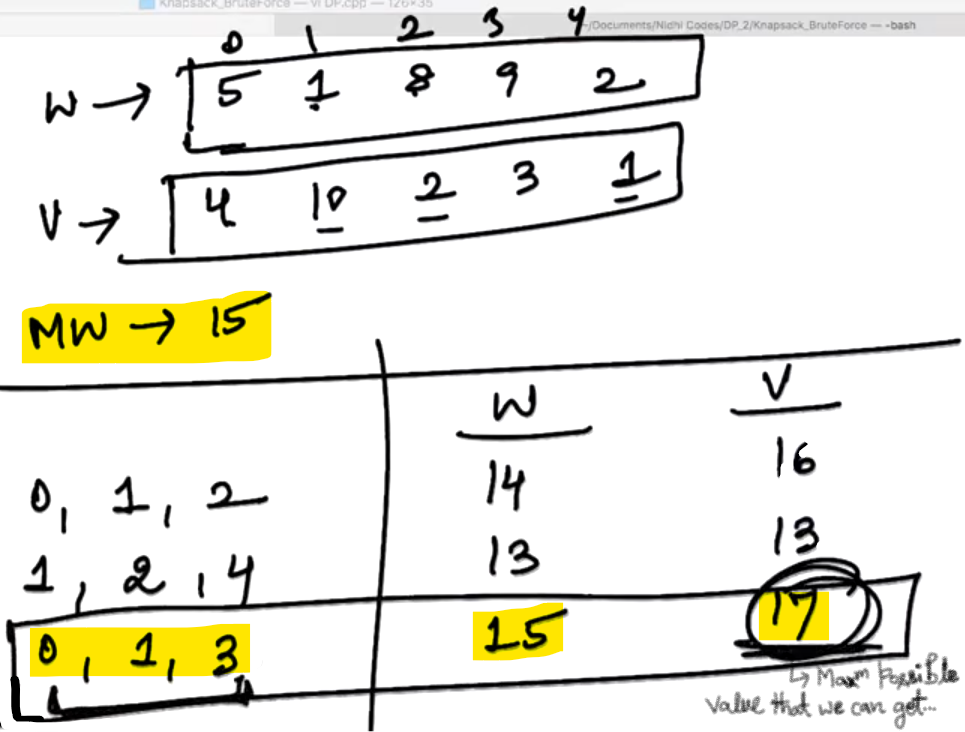 Knapsack_BruteForce — vi DP.cpp — 126×35
~/Documents/Nidhi Codes/DP_2/Knapsack_BruteForce — -bash
0 1 2 3 4
W → 5 1 8 9 2
V → 4 10 2 3 1
MW → 15
W V
0, 1, 2 14 16
1, 2, 4 13 13
0, 1, 3 15 17
↳ Maxm Possible
value that we can get...